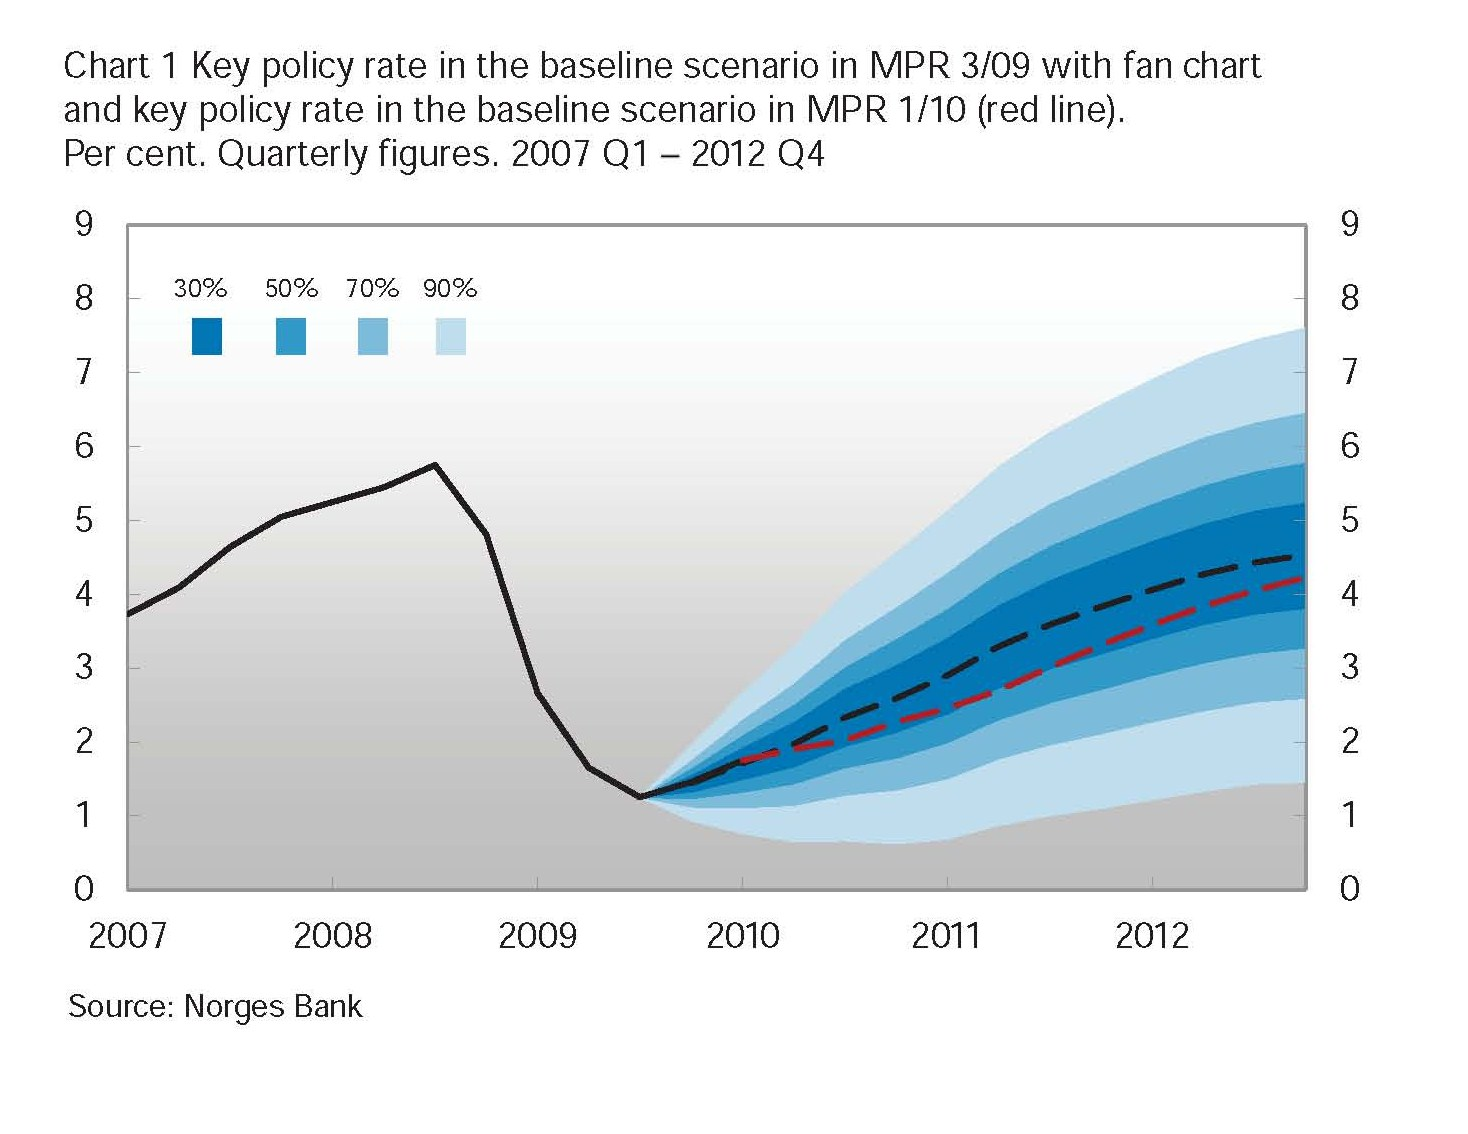 Chart 1 Key policy rate in the baseline scenario in MPR 3/09 with fan chart
and key policy rate in the baseline scenario in MPR 1/10 (red line).
Per cent. Quarterly figures. 2007 Q1 – 2012 Q4
9 9
30% 50% 70% 90%
8 8
7 7
6 6
5 5
4 4
3 3
2 2
1 1
0 0
2007 2008 2009 2010 2011 2012
Source: Norges Bank